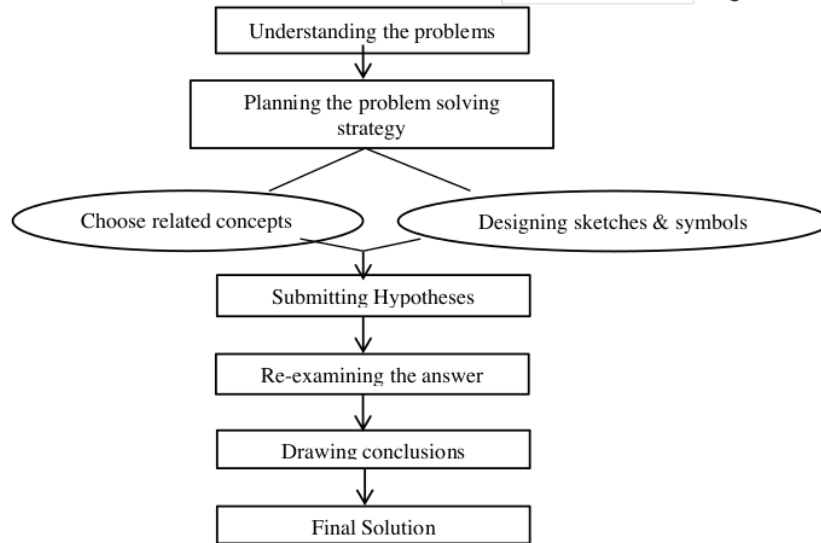 Understanding the problems
Planning the problem solving
strategy
Choose related concepts
Designing sketches & symbols
Submitting Hypotheses
Re-examining the answer
Drawing conclusions
Final Solution